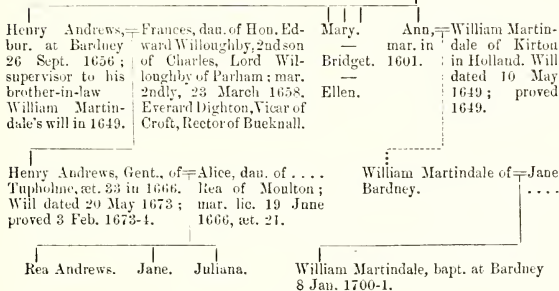 Henry Andrews,
bur. at Bardney
26 Sept. 1656;
supervisor to his
brother-in-law
William Martin-
dale's will in 1649.
Frances, dau. of Hon. Ed-
ward Willoughby, 2nd son
of Charles, Lord Wil-
loughby of Parham; mar.
2ndly, 23 March 1658.
Everard Dighton, Vicar of
Croft, Rector of Bucknall.
Mary.
—
Bridget.
—
Ellen.
Ann,
mar. in
1601.
William Martin-
dale of Kirton
in Holland. Will
dated 10 May
1649; proved
1649.
Henry Andrews, Gent., of
Tupholme, æt. 33 in 1666.
Will dated 20 May 1673;
proved 3 Feb. 1673-4.
Alice, dau. of ....
Rea of Moulton;
mar. lic. 19 June
1666, æt. 21.
William Martindale of
Bardney.
Jane
....
Rea Andrews. Jane. Juliana.
William Martindale, bapt. at Bardney
8 Jan. 1700-1.